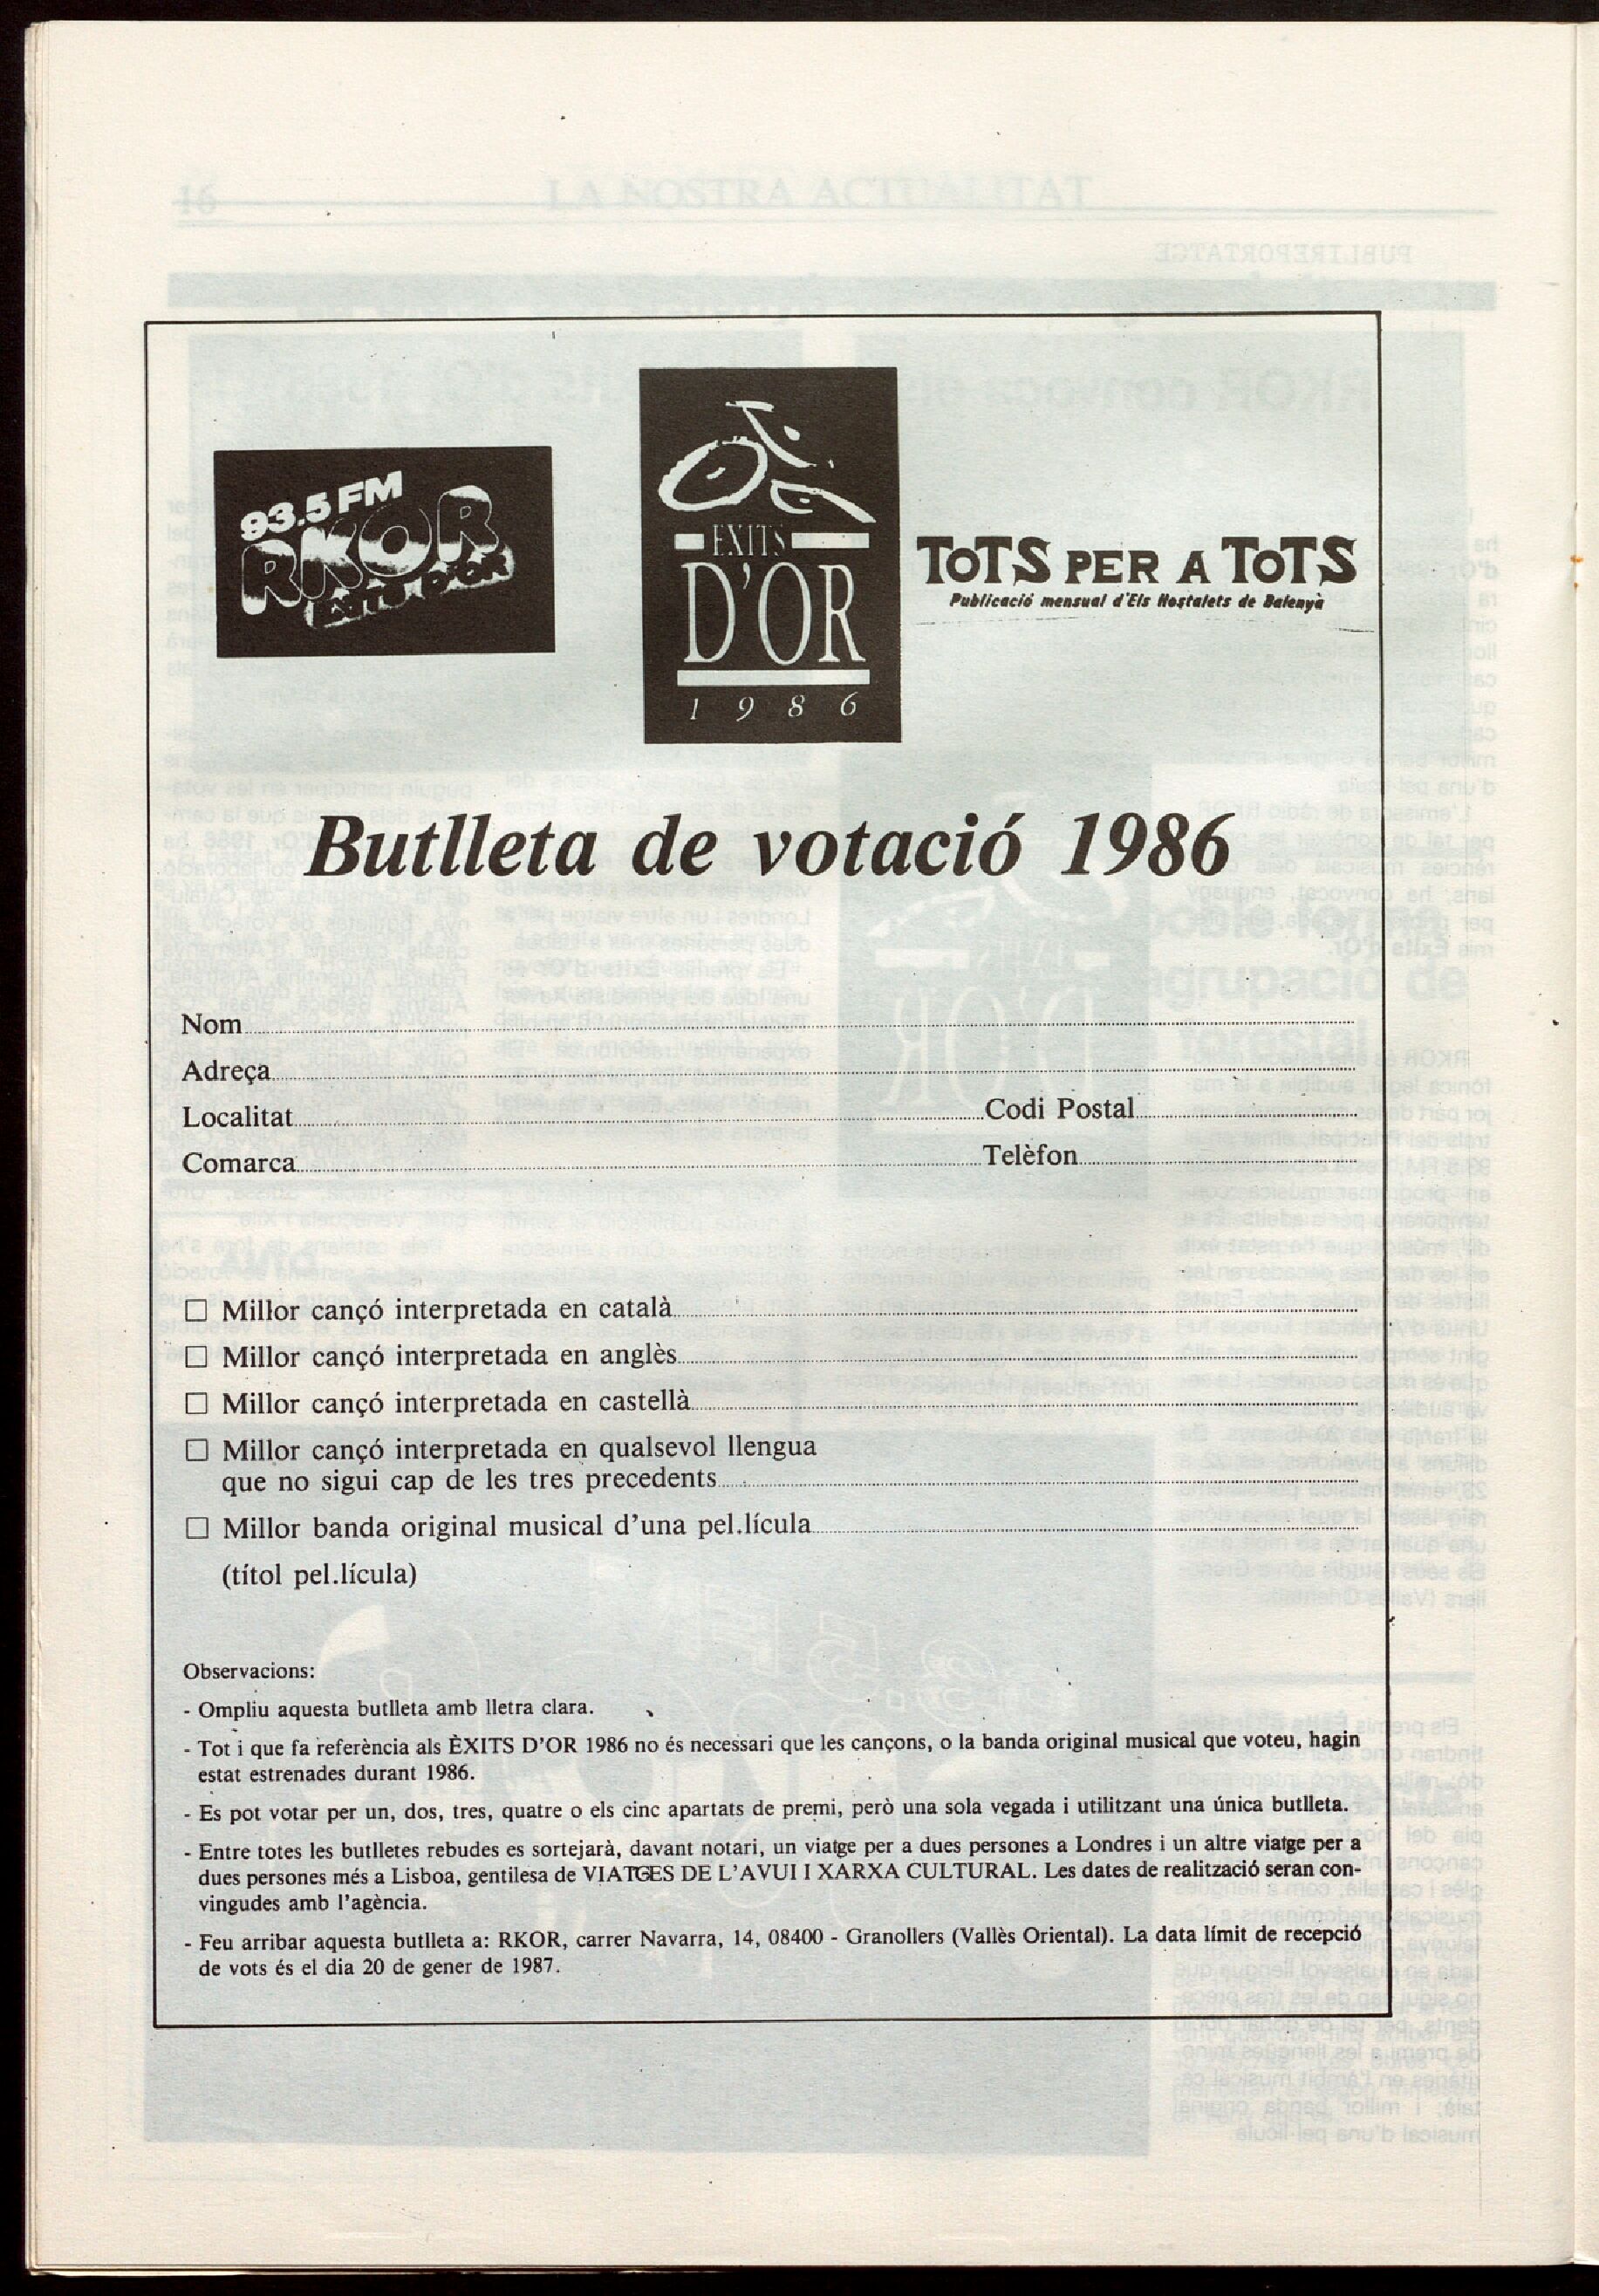 93.5 FM
RKOR
ÈXITS
D'OR
1986
TOTS PER A TOTS
Publicació mensual d'Els Hostalets de Balenyà
Butlleta de votació 1986
Nom
Adreça
Localitat Codi Postal
Comarca Telèfon
□ Millor cançó interpretada en català
□ Millor cançó interpretada en anglès
□ Millor cançó interpretada en castellà
□ Millor cançó interpretada en qualsevol llengua
que no sigui cap de les tres precedents
□ Millor banda original musical d'una pel.lícula
(títol pel.lícula)
Observacions:
- Ompliu aquesta butlleta amb lletra clara.
- Tot i que fa referència als ÈXITS D'OR 1986 no és necessari que les cançons, o la banda original musical que voteu, hagin
estat estrenades durant 1986.
- Es pot votar per un, dos, tres, quatre o els cinc apartats de premi, però una sola vegada i utilitzant una única butlleta.
- Entre totes les butlletes rebudes es sortejarà, davant notari, un viatge per a dues persones a Londres i un altre viatge per a
dues persones més a Lisboa, gentilesa de VIATGES DE L'AVUI I XARXA CULTURAL. Les dates de realització seran con-
vingudes amb l'agència.
- Feu arribar aquesta butlleta a: RKOR, carrer Navarra, 14, 08400 - Granollers (Vallès Oriental). La data límit de recepció
de vots és el dia 20 de gener de 1987.